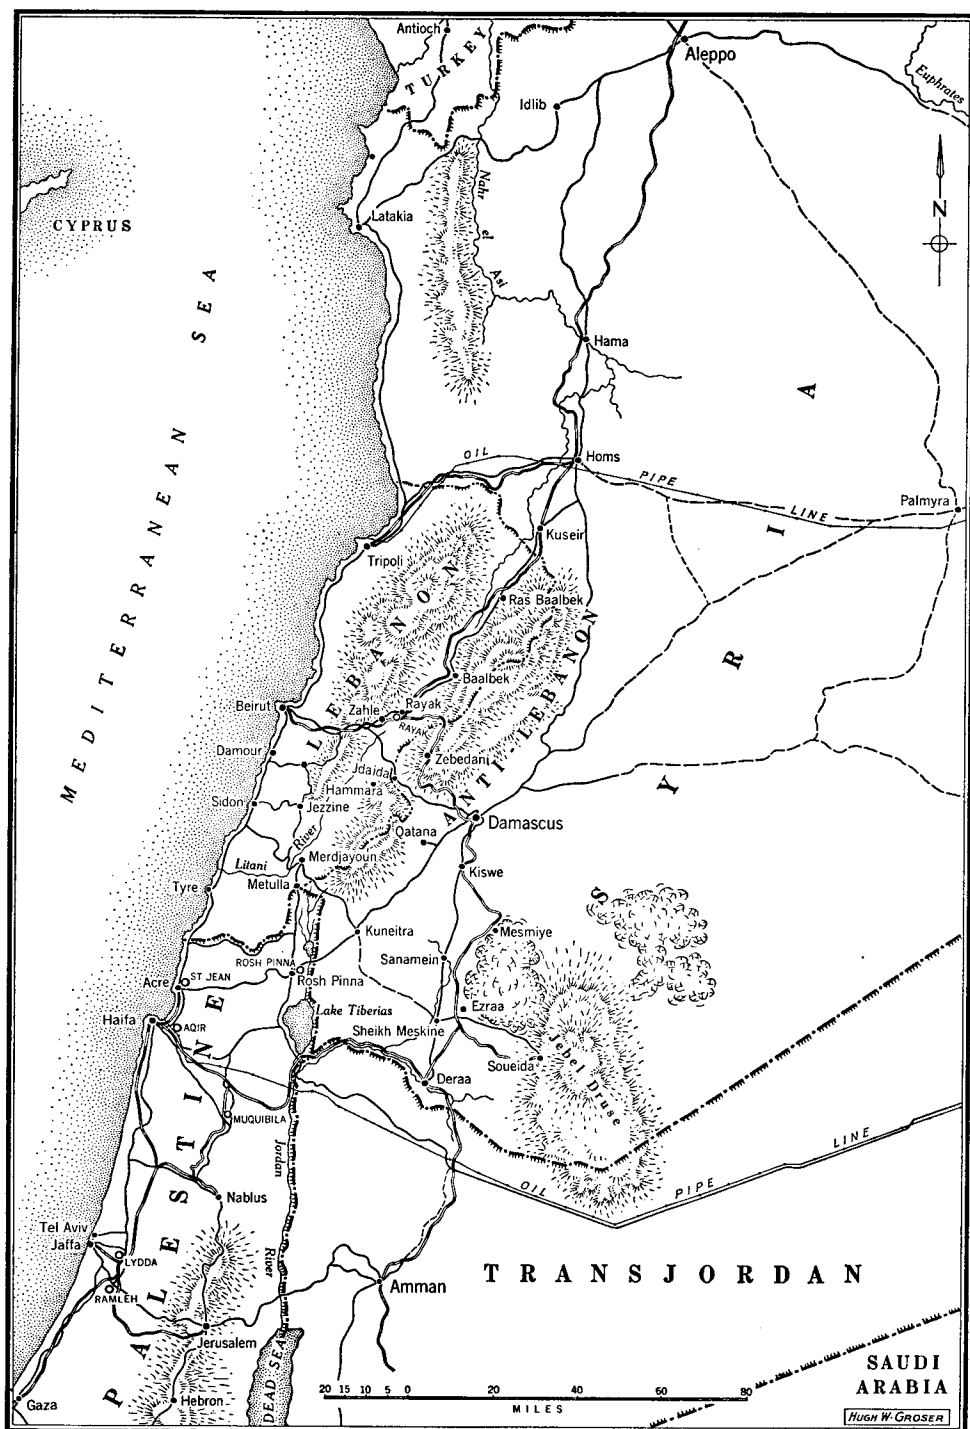 Antioch
TURKEY
Aleppo
Euphrates
Idlib
Nahr el Asi
N
CYPRUS
Latakia
MEDITERRANEAN SEA
Hama
SYRIA
OIL PIPE LINE
Homs
Palmyra
Kuseir
Tripoli
LEBANON
Ras Baalbek
ANTI-LEBANON
Baalbek
Beirut
Zahle
Rayak
RAYAK
Damour
Zebedani
Jdaida
Hammara
Sidon
Jezzine
Damascus
Qatana
River
Litani
Merdjayoun
Kiswe
Tyre
Metulla
Kuneitra
Mesmiye
ROSH PINNA
Sanamein
Rosh Pinna
Acre
ST JEAN
Ezraa
Lake Tiberias
Haifa
AQIR
Sheikh Meskine
Jebel Druse
Soueida
Deraa
PALESTINE
MUQUIBILA
Jordan River
OIL PIPE LINE
Nablus
Tel Aviv
Jaffa
LYDDA
TRANSJORDAN
Amman
RAMLEH
Jerusalem
DEAD SEA
SAUDI
ARABIA
20 15 10 5 0 20 40 60 80
MILES
Gaza
Hebron
HUGH W. GROSER